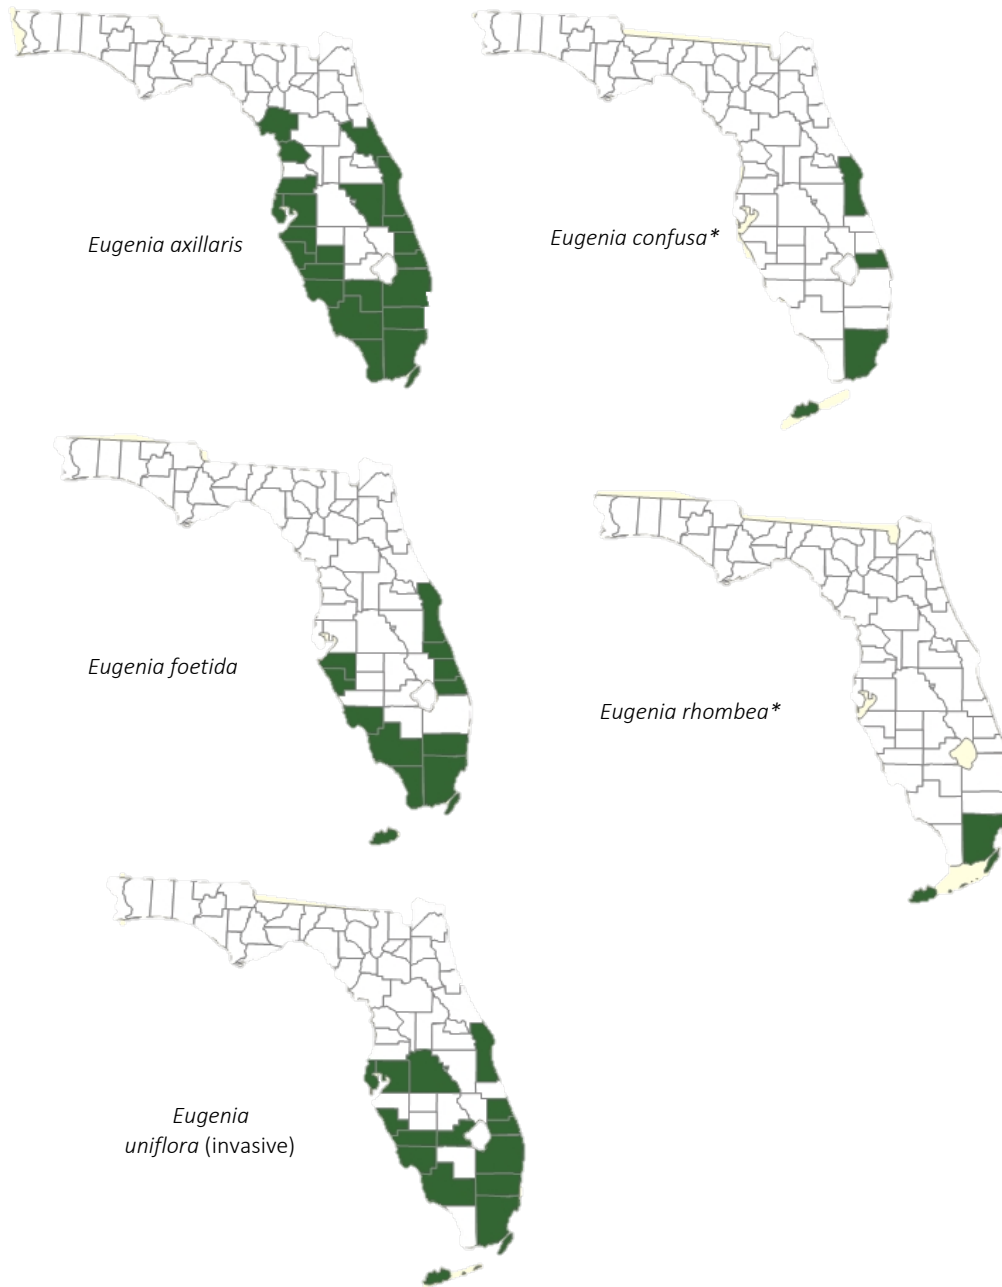 Eugenia axillaris
Eugenia confusa*
Eugenia foetida
Eugenia rhombea*
Eugenia
uniflora (invasive)